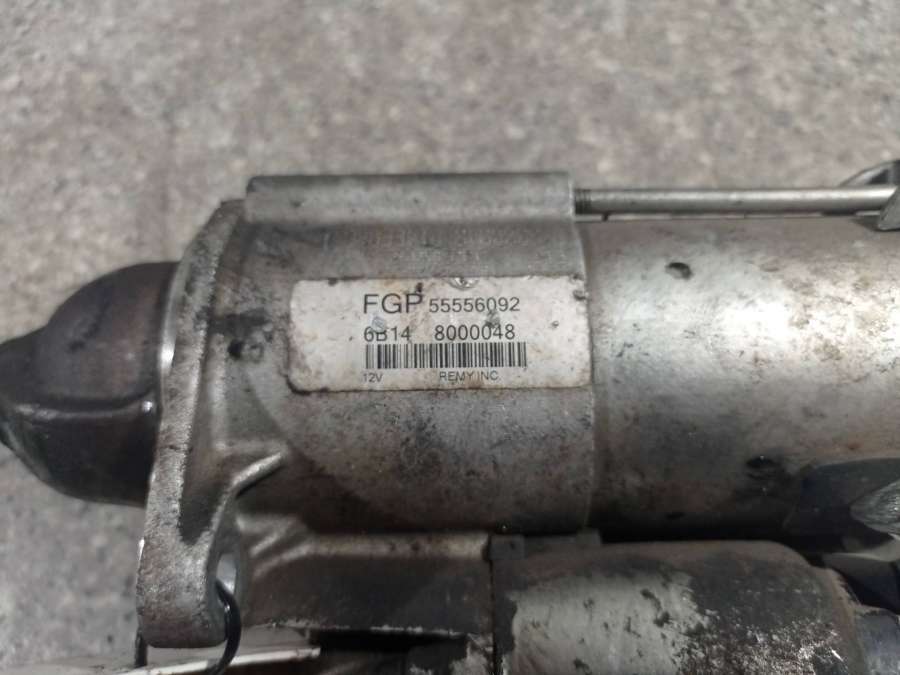 FGP 55556092
6B14 8000048
12V REMY INC.